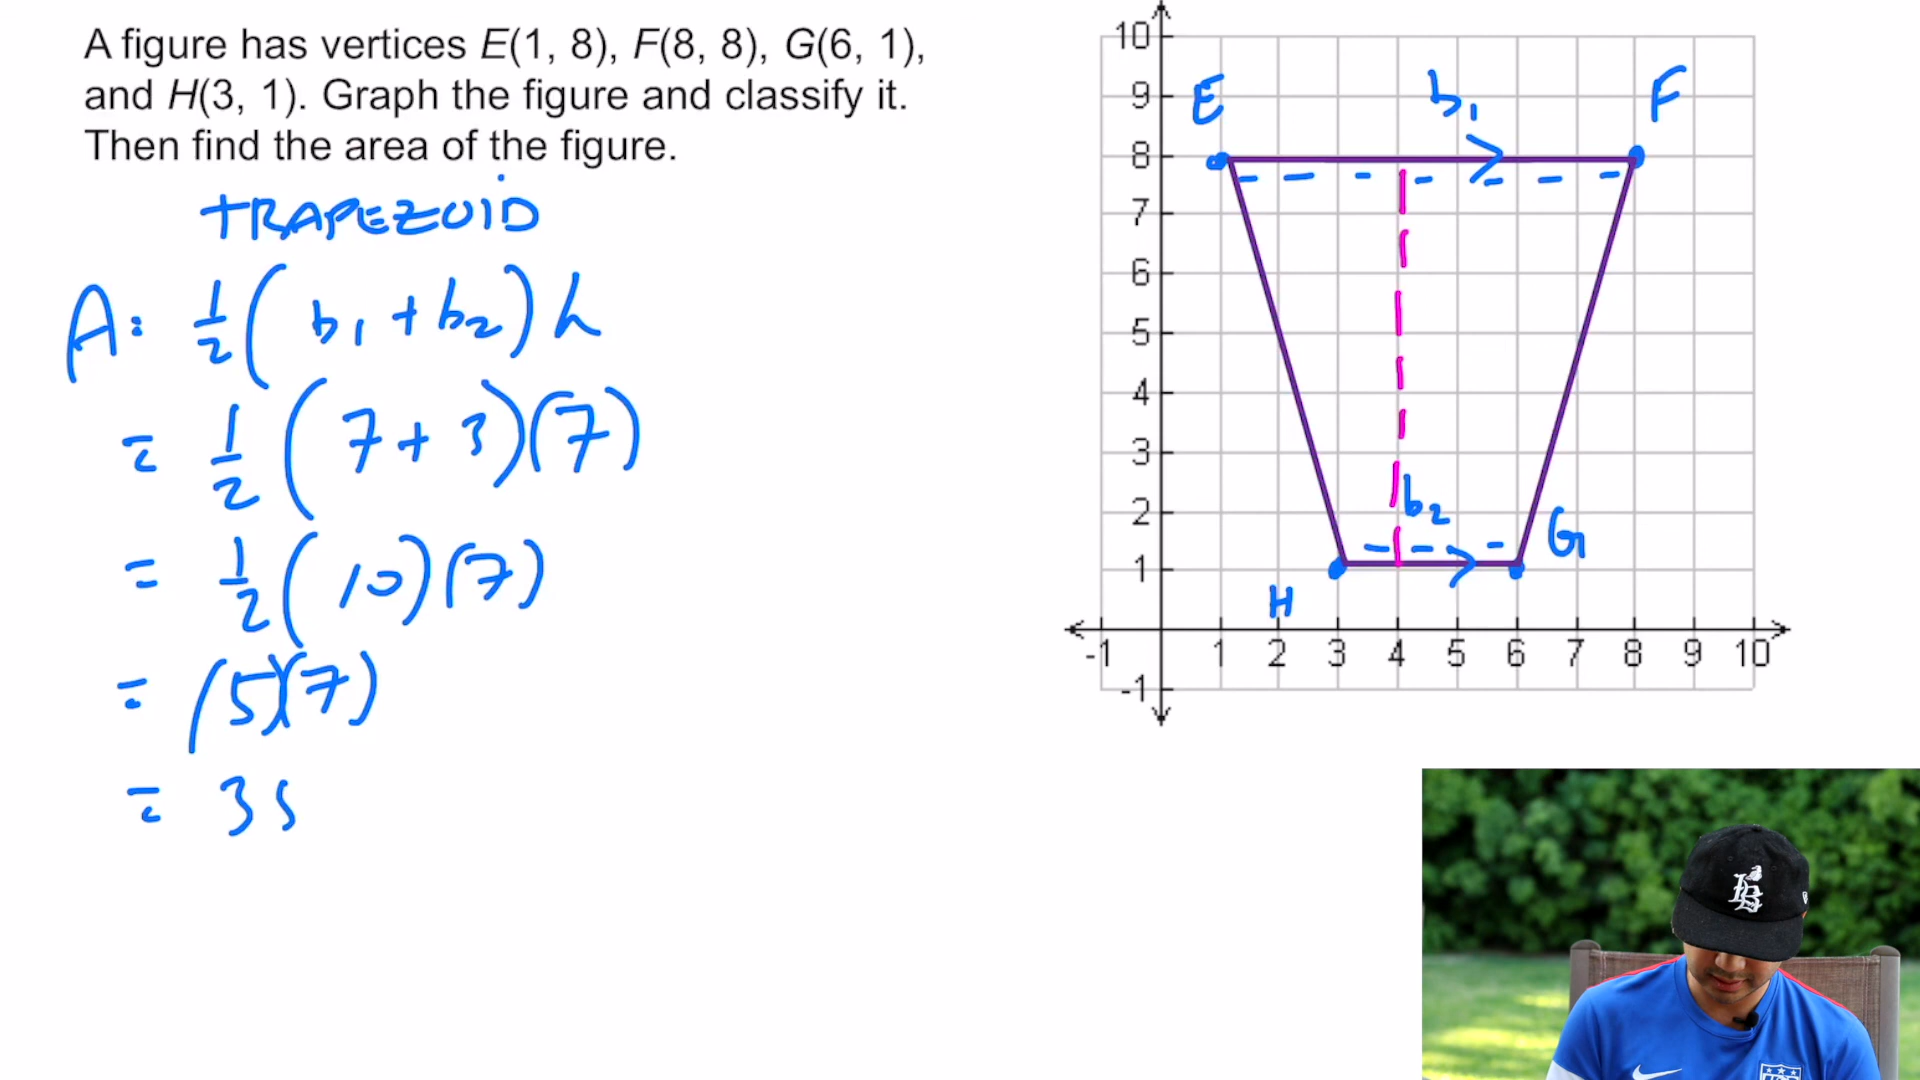 A figure has vertices E(1, 8), F(8, 8), G(6, 1),
and H(3, 1). Graph the figure and classify it.
Then find the area of the figure.
TRAPEZOID
A = 1/2 (b₁ + b₂) h
= 1/2 (7 + 3)(7)
= 1/2 (10)(7)
= (5)(7)
= 35
E b₁ F
b₂ G
H
10
9
8
7
6
5
4
3
2
1
-1 1 2 3 4 5 6 7 8 9 10
-1